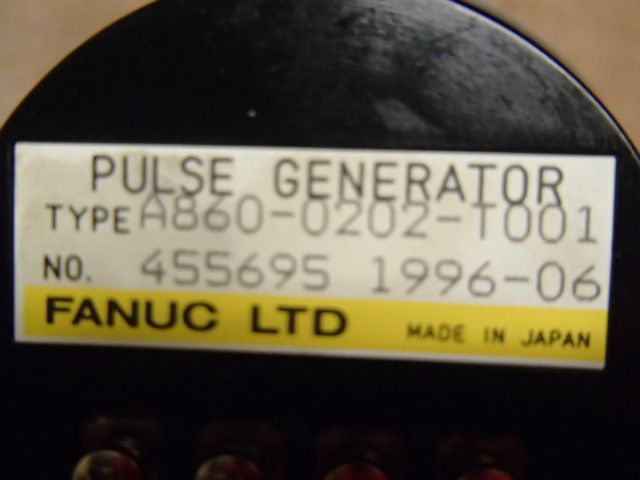 PULSE GENERATOR
TYPE A860-0202-T001
NO. 455695 1996-06
FANUC LTD MADE IN JAPAN